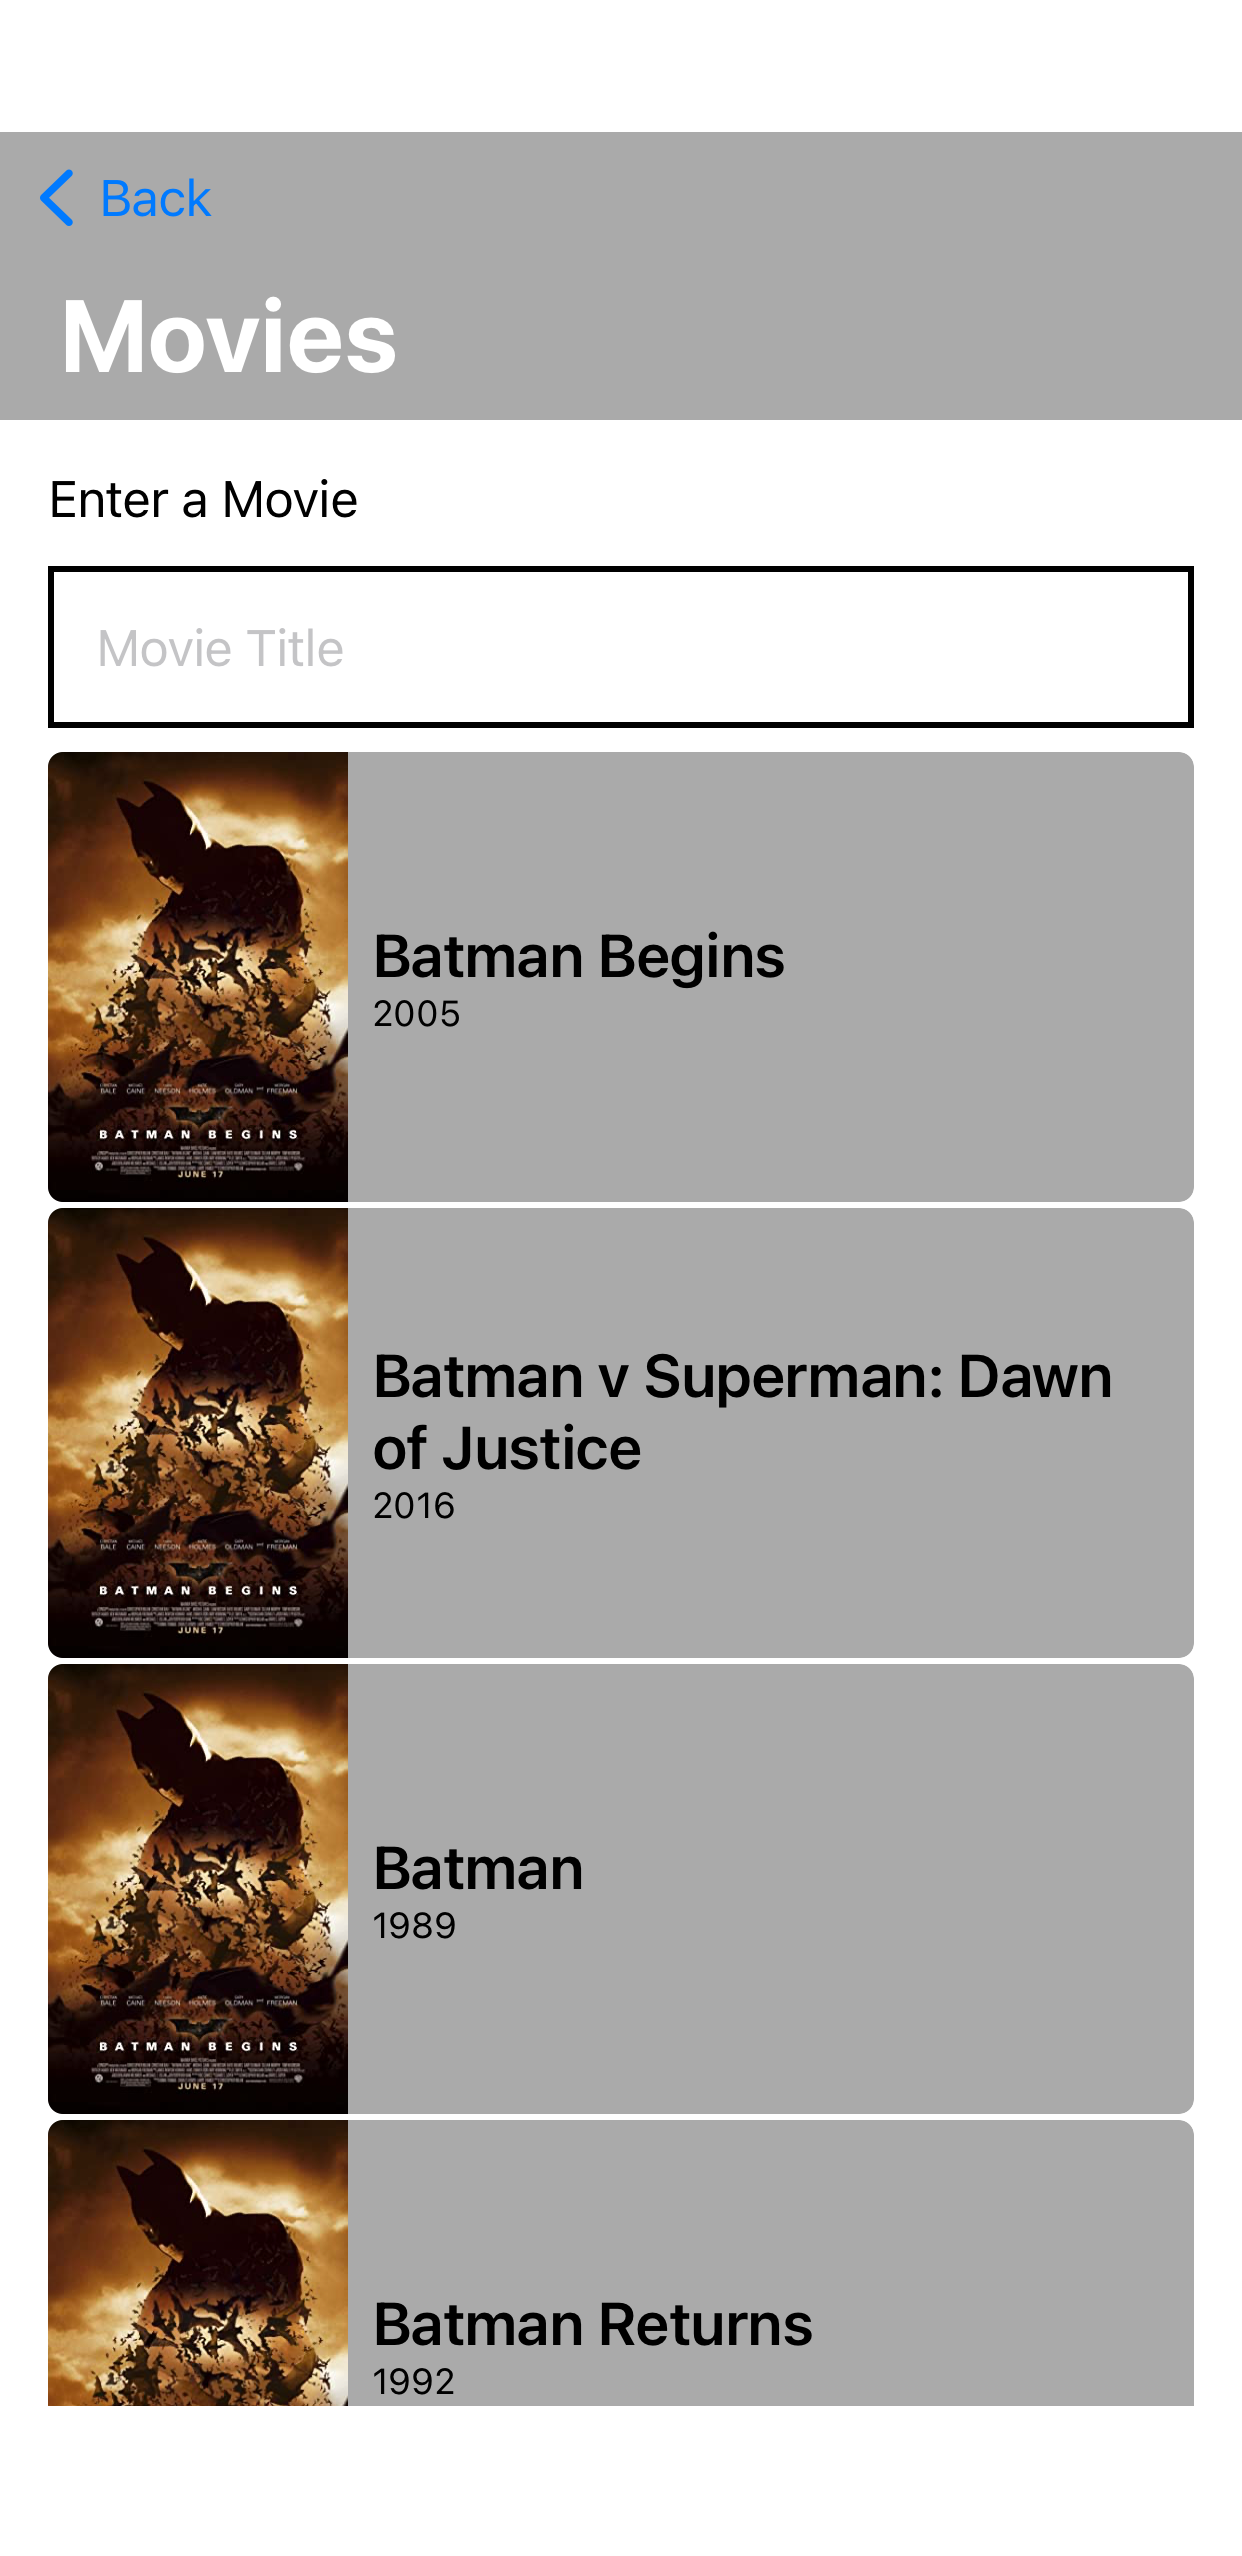 Back
Movies
Enter a Movie
Movie Title
Batman Begins
2005
BATMAN BEGINS
JUNE 17
Batman v Superman: Dawn
of Justice
2016
BATMAN BEGINS
JUNE 17
Batman
1989
BATMAN BEGINS
JUNE 17
Batman Returns
1992